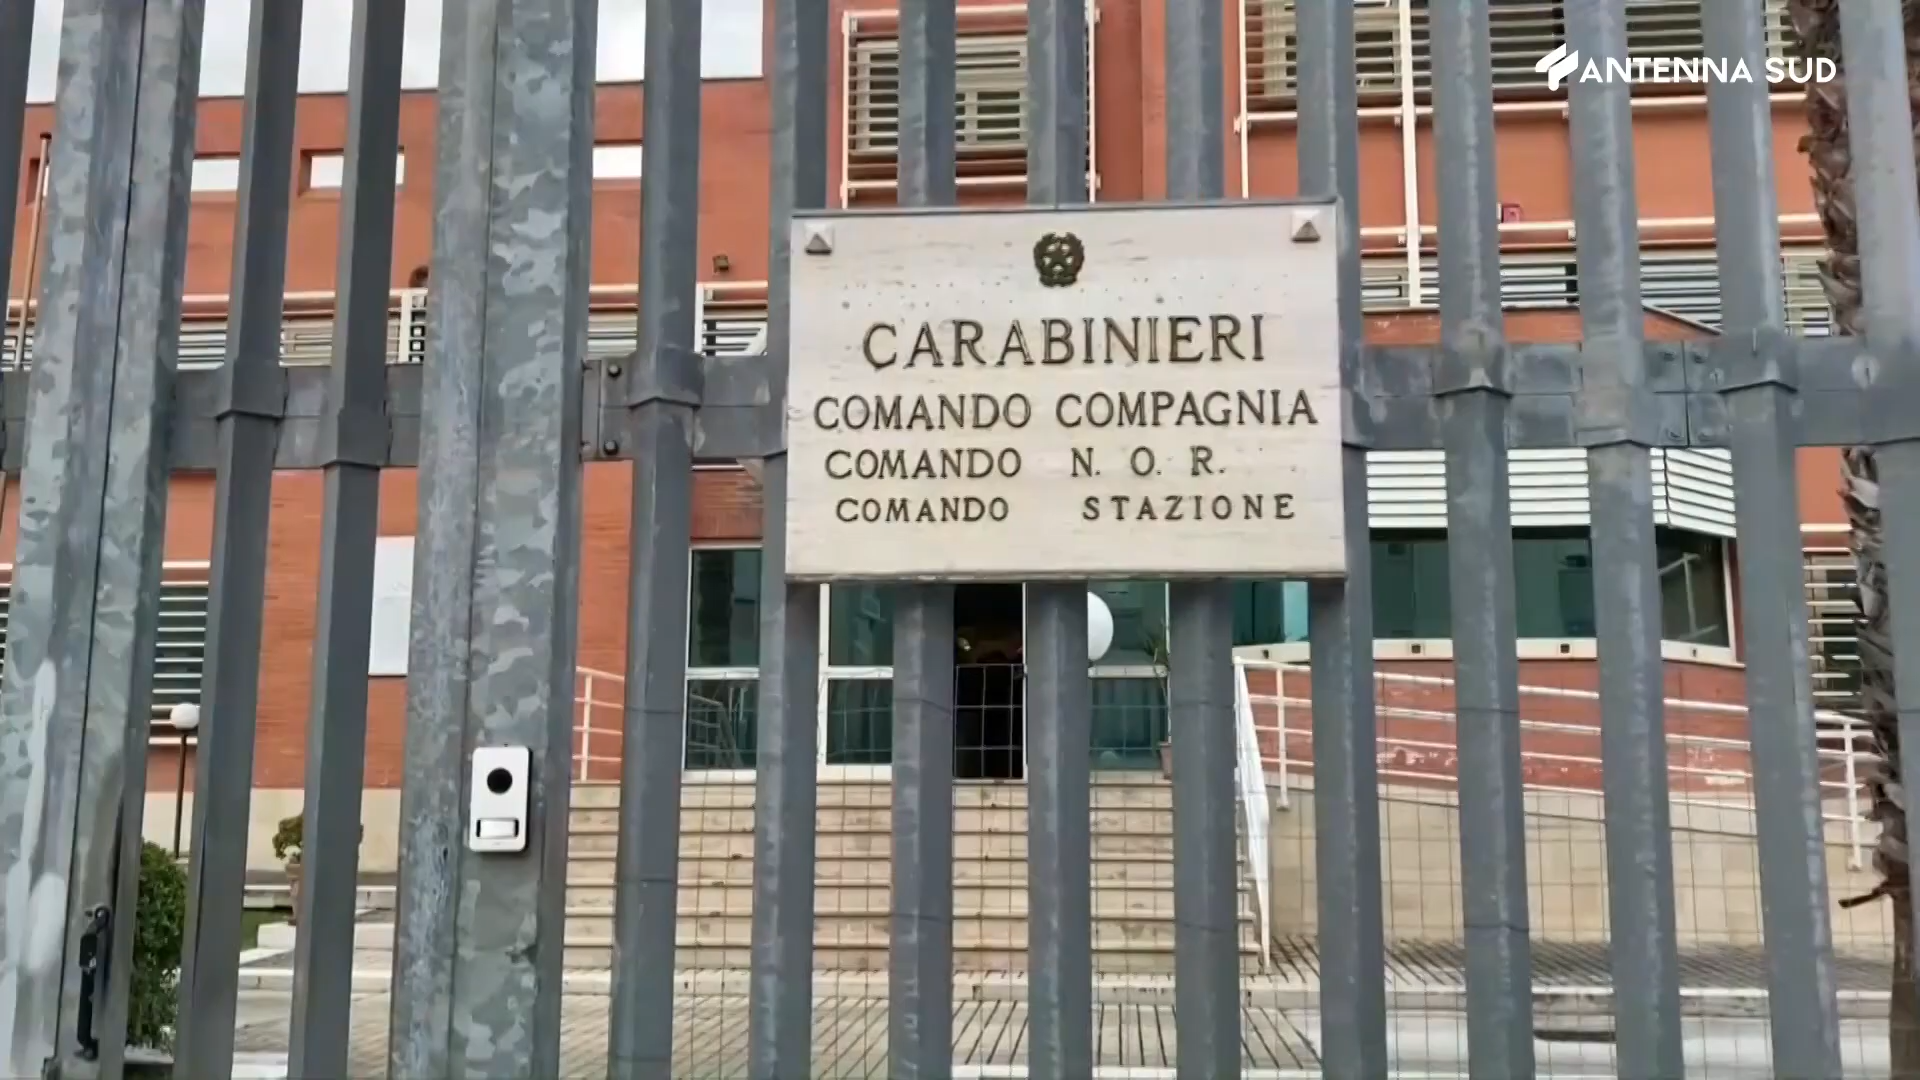 ANTENNA SUD
CARABINIERI
COMANDO COMPAGNIA
COMANDO N. O. R.
COMANDO STAZIONE